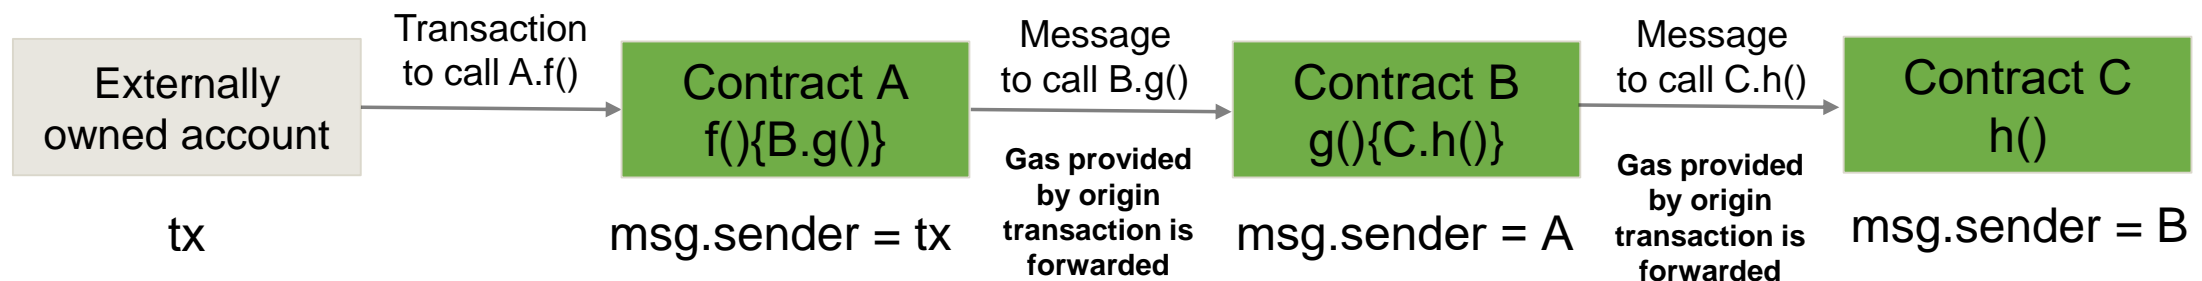 Externally
owned account
tx
Transaction
to call A.f()
Contract A
f(){B.g()}
msg.sender = tx
Message
to call B.g()
Gas provided
by origin
transaction is
forwarded
Contract B
g(){C.h()}
msg.sender = A
Message
to call C.h()
Gas provided
by origin
transaction is
forwarded
Contract C
h()
msg.sender = B